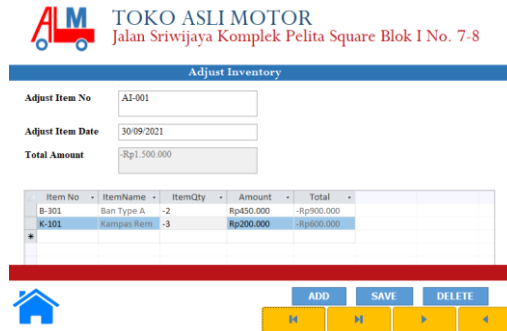 ALM
TOKO ASLI MOTOR
Jalan Sriwijaya Komplek Pelita Square Blok I No. 7-8
Adjust Inventory
Adjust Item No AI-001
Adjust Item Date 30/09/2021
Total Amount -Rp1.500.000
Item No ItemName ItemQty Amount Total
B-301 Ban Type A -2 Rp450.000 -Rp900.000
K-101 Kampas Rem -3 Rp200.000 -Rp600.000
*
ADD SAVE DELETE